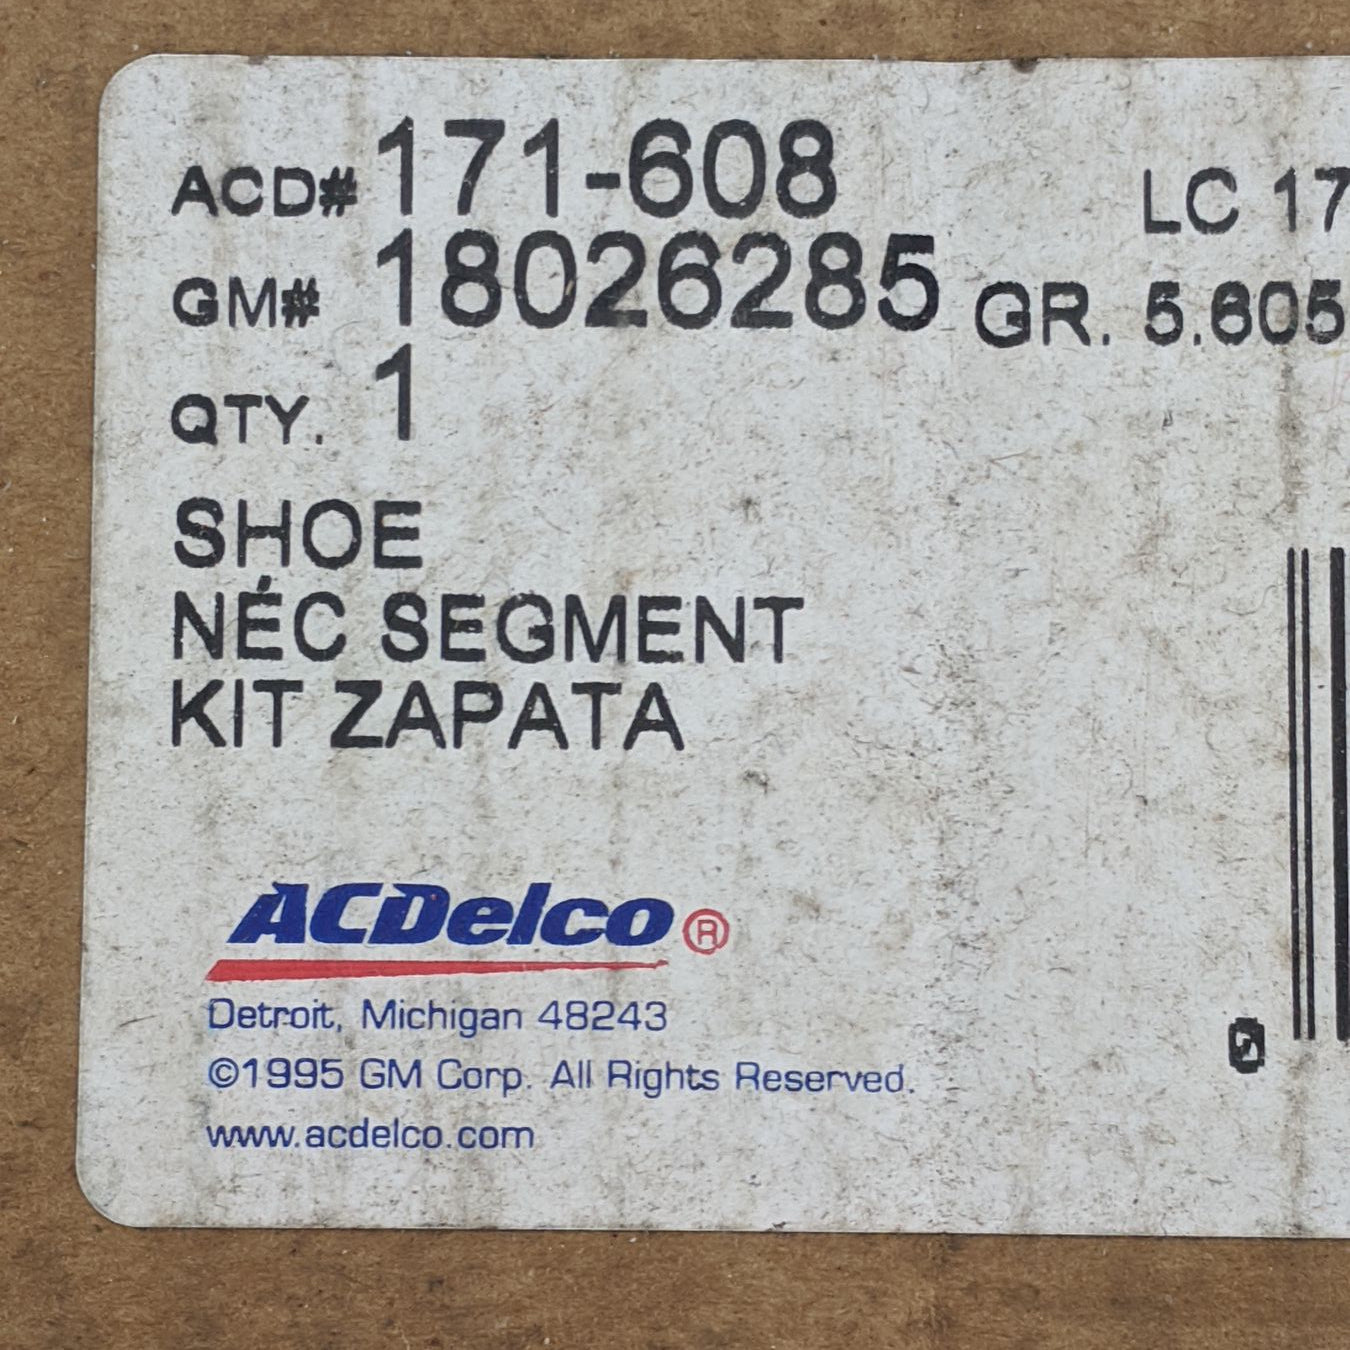 ACD# 171-608 LC 17
GM# 18026285 GR. 5.605
QTY. 1
SHOE
NÉC SEGMENT
KIT ZAPATA
ACDelco®
Detroit, Michigan 48243
©1995 GM Corp. All Rights Reserved.
www.acdelco.com
0